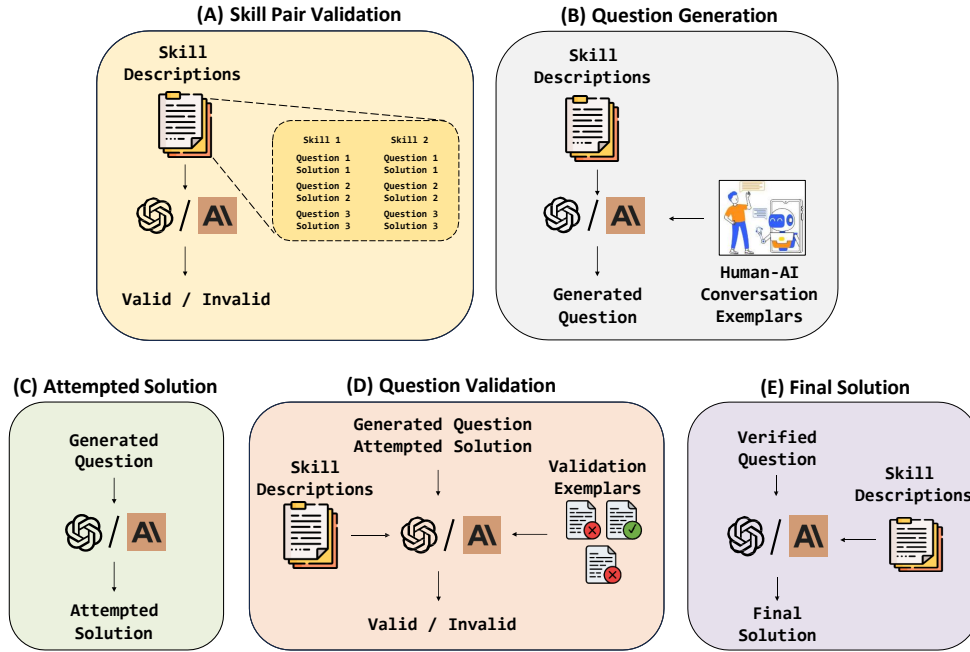 (A) Skill Pair Validation
Skill
Descriptions
Skill 1 Skill 2
Question 1 Question 1
Solution 1 Solution 1
Question 2 Question 2
Solution 2 Solution 2
Question 3 Question 3
Solution 3 Solution 3
/ A\
Valid / Invalid
(B) Question Generation
Skill
Descriptions
/ A\
Generated
Question
Human-AI
Conversation
Exemplars
(C) Attempted Solution
Generated
Question
/ A\
Attempted
Solution
(D) Question Validation
Generated Question
Attempted Solution
Skill
Descriptions
Validation
Exemplars
/ A\
Valid / Invalid
(E) Final Solution
Verified
Question
Skill
Descriptions
/ A\
Final
Solution